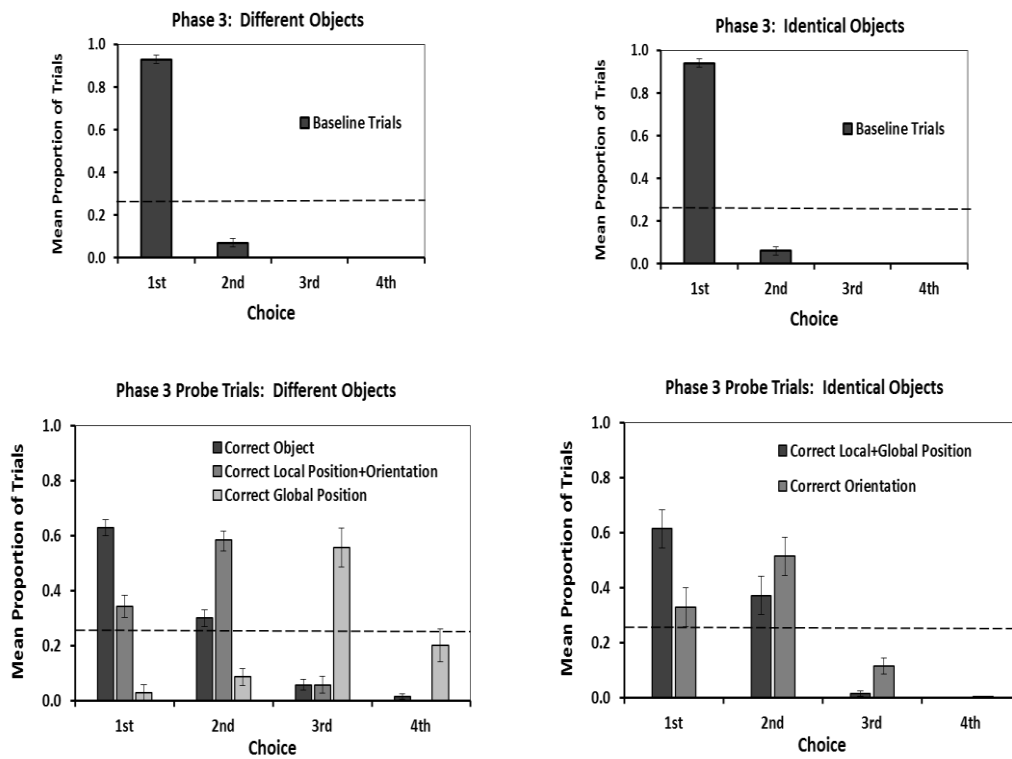 Phase 3: Different Objects
Mean Proportion of Trials
1.0
0.8
0.6
0.4
0.2
0.0
Baseline Trials
1st 2nd 3rd 4th
Choice
Phase 3: Identical Objects
Mean Proportion of Trials
1.0
0.8
0.6
0.4
0.2
0.0
Baseline Trials
1st 2nd 3rd 4th
Choice
Phase 3 Probe Trials: Different Objects
Mean Proportion of Trials
1.0
0.8
0.6
0.4
0.2
0.0
Correct Object
Correct Local Position+Orientation
Correct Global Position
1st 2nd 3rd 4th
Choice
Phase 3 Probe Trials: Identical Objects
Mean Proportion of Trials
1.0
0.8
0.6
0.4
0.2
0.0
Correct Local+Global Position
Correrct Orientation
1st 2nd 3rd 4th
Choice